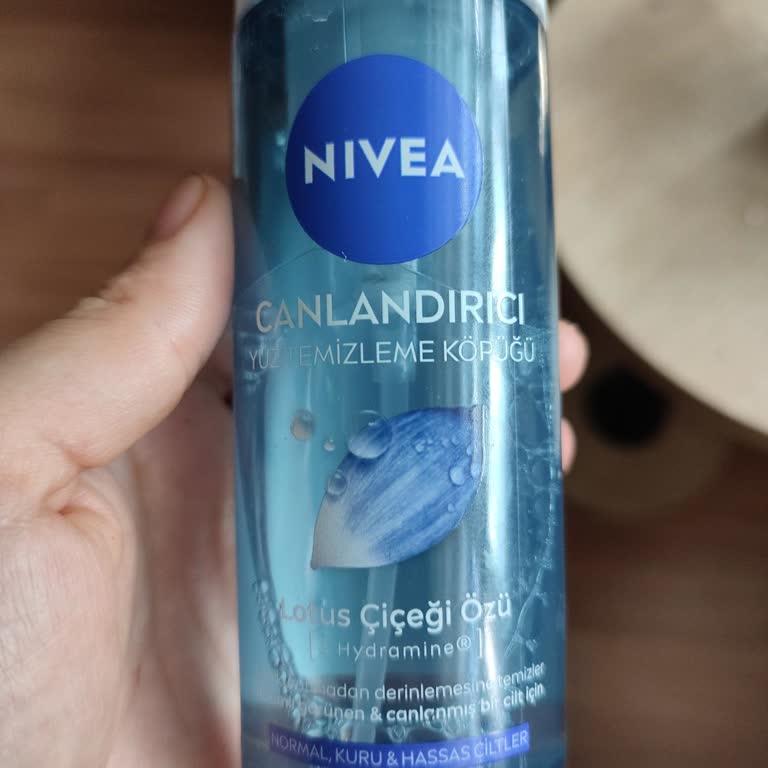 NIVEA
CANLANDIRICI
YÜZ TEMİZLEME KÖPÜĞÜ
Lotus Çiçeği Özü
Hydramine®]
derinlemesine temizler
& canlanmış bir cilt için
NORMAL, KURU & HASSAS CİLTLER